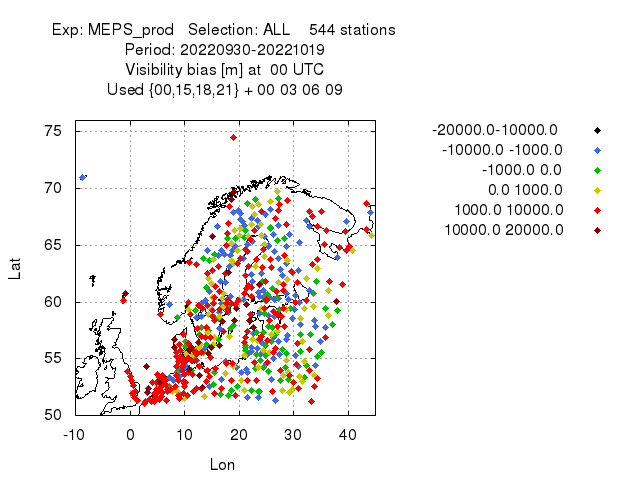 Exp: MEPS_prod   Selection: ALL    544 stations
Period: 20220930-20221019
Visibility bias [m] at  00 UTC
Used {00,15,18,21} + 00 03 06 09
-20000.0-10000.0
-10000.0 -1000.0
-1000.0 0.0
0.0 1000.0
1000.0 10000.0
10000.0 20000.0
75
70
65
60
55
50
Lat
-10 0 10 20 30 40
Lon